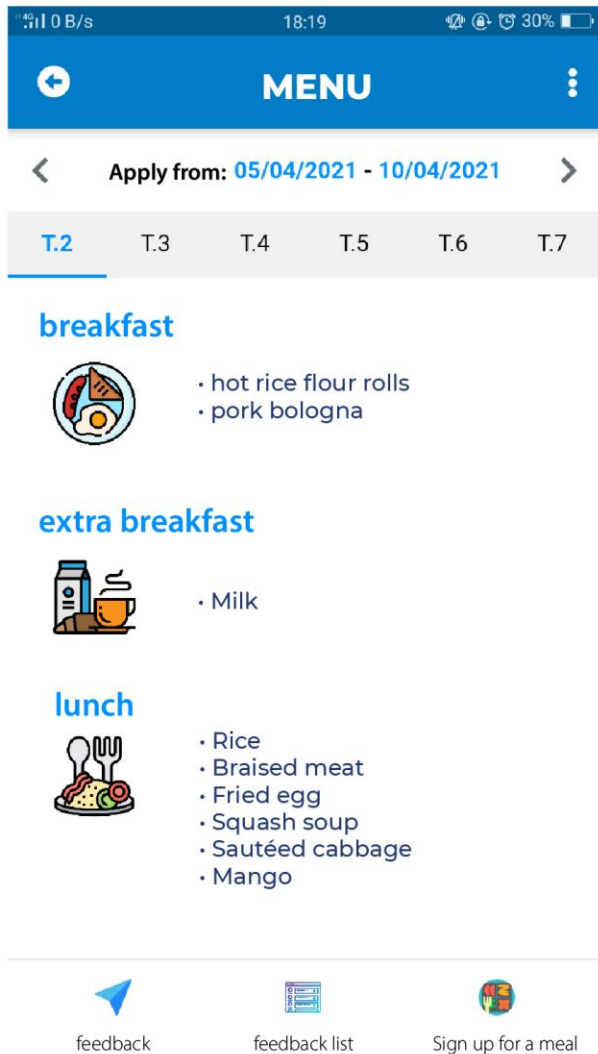 4G 0 B/s 18:19 30%
MENU
Apply from: 05/04/2021 - 10/04/2021
T.2 T.3 T.4 T.5 T.6 T.7
breakfast
• hot rice flour rolls
• pork bologna
extra breakfast
• Milk
lunch
• Rice
• Braised meat
• Fried egg
• Squash soup
• Sautéed cabbage
• Mango
feedback feedback list Sign up for a meal